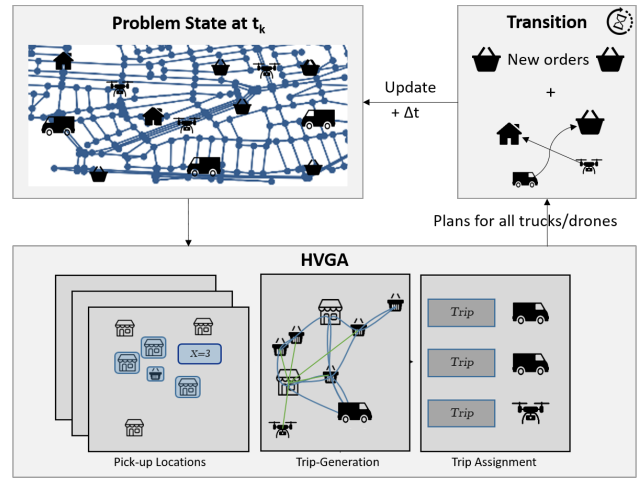 Problem State at tk
Transition
New orders
+
Update
+ Δt
Plans for all trucks/drones
HVGA
X=3
Trip
Trip
Trip
Pick-up Locations
Trip-Generation
Trip Assignment